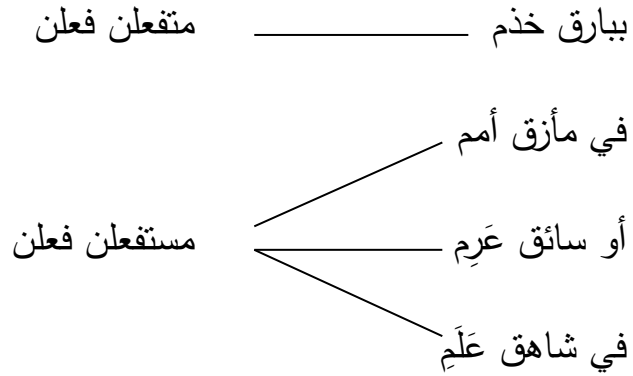 ببارق خذم متفعلن فعلن
في مأزق أمم
أو سائق عَرِم مستفعلن فعلن
في شاهق عَلَمِ